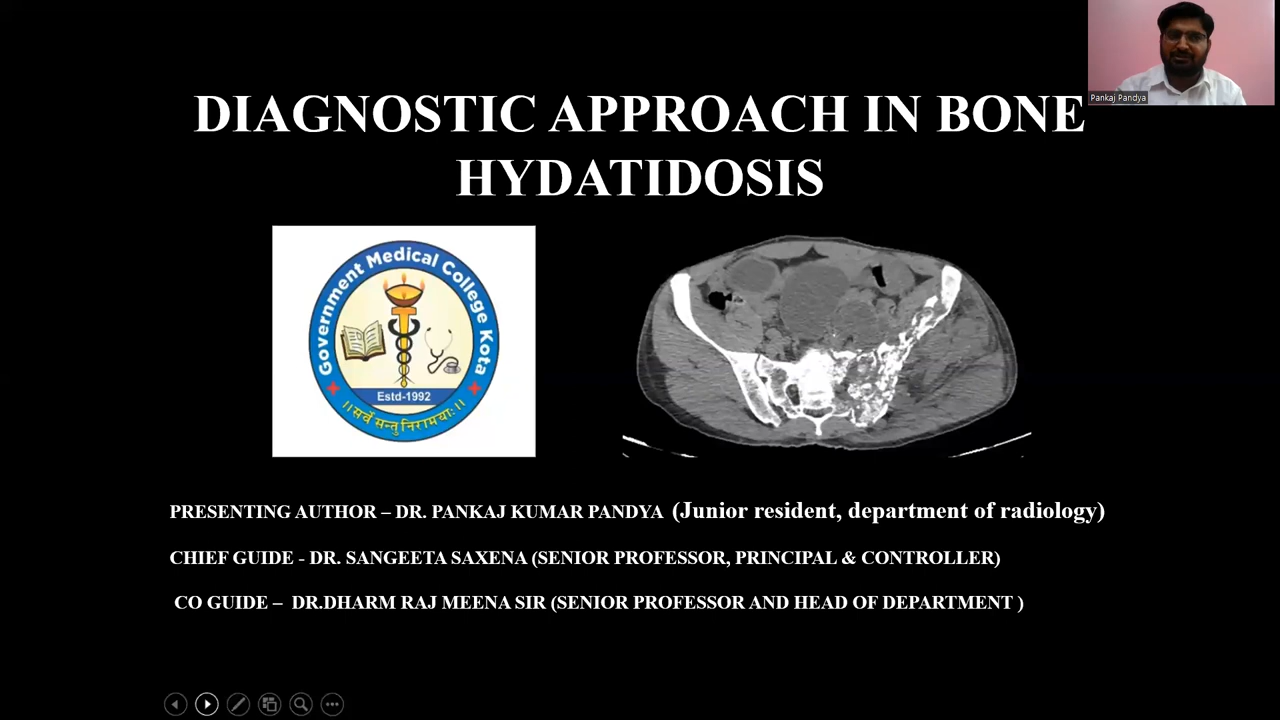 Pankaj Pandya
DIAGNOSTIC APPROACH IN BONE
HYDATIDOSIS
Government Medical College Kota
Estd-1992
।।सर्वे सन्तु निरामयाः।।
PRESENTING AUTHOR – DR. PANKAJ KUMAR PANDYA (Junior resident, department of radiology)
CHIEF GUIDE - DR. SANGEETA SAXENA (SENIOR PROFESSOR, PRINCIPAL & CONTROLLER)
CO GUIDE – DR.DHARM RAJ MEENA SIR (SENIOR PROFESSOR AND HEAD OF DEPARTMENT )